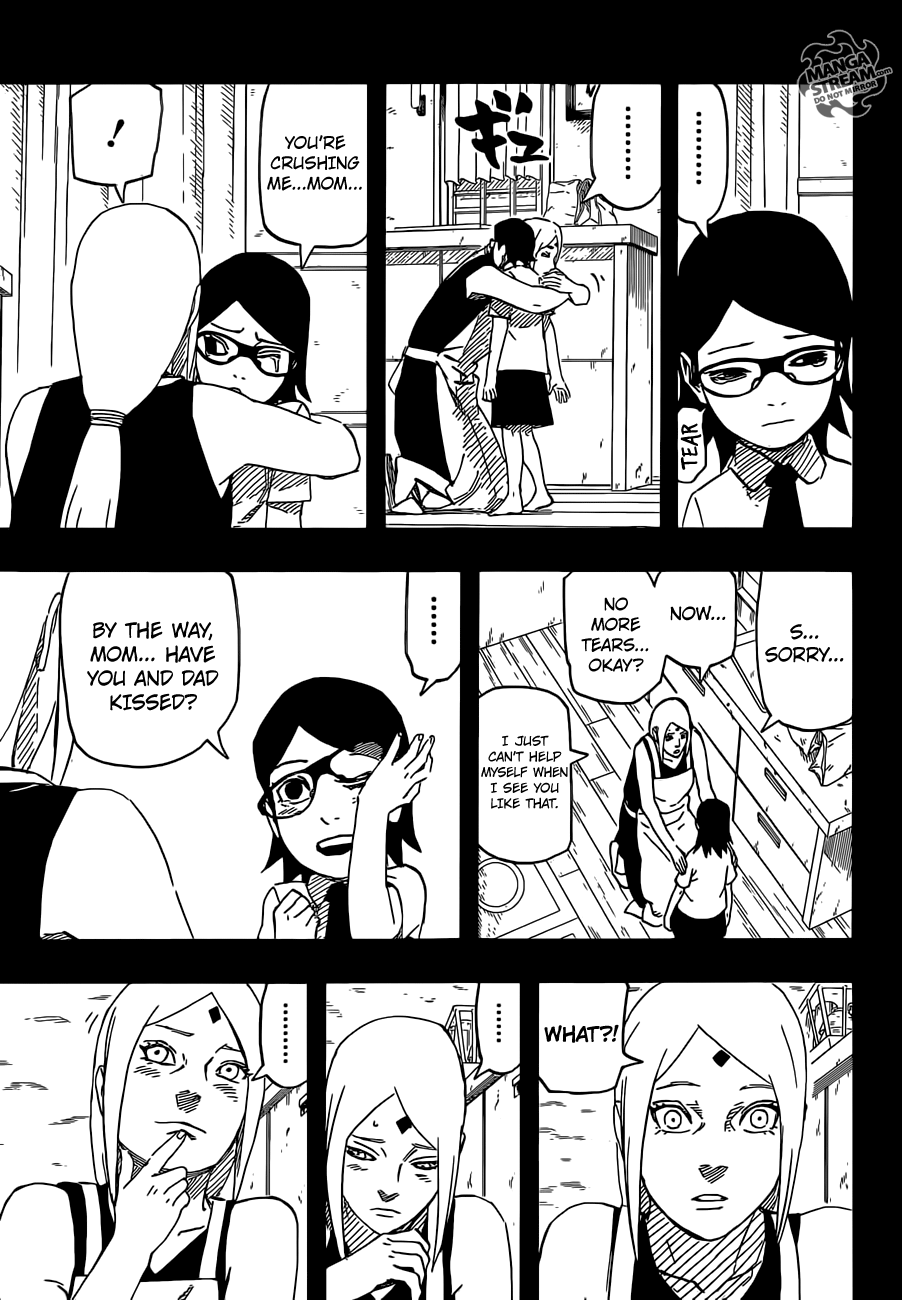 MANGA
STREAM.com
DO NOT MIRROR
........
TEAR
........
ギュ
YOU'RE
CRUSHING
ME...MOM...
!
S...
SORRY...
NOW...
NO
MORE
TEARS...
OKAY?
I JUST
CAN'T HELP
MYSELF WHEN
I SEE YOU
LIKE THAT.
......
BY THE WAY,
MOM... HAVE
YOU AND DAD
KISSED?
WHAT?!
......
......